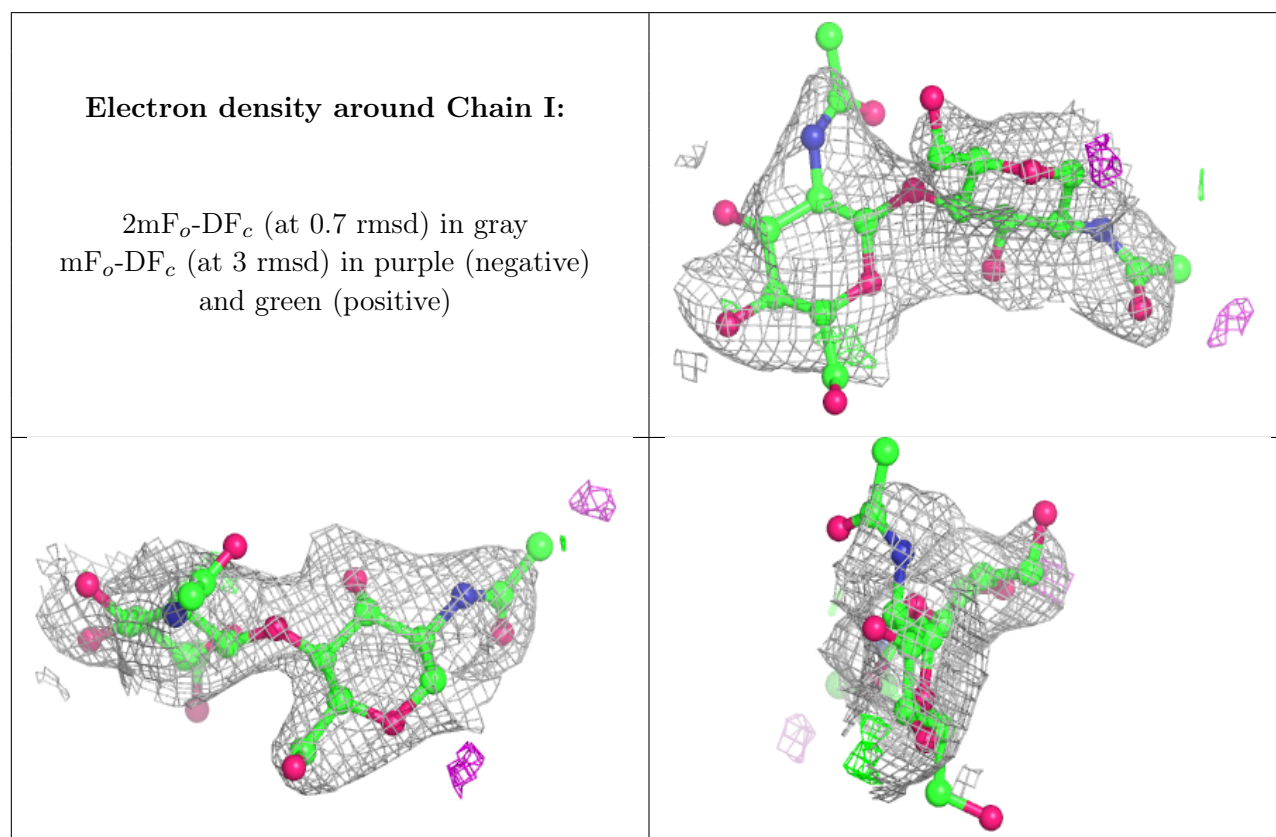 Electron density around Chain I:
2mFₒ-DF𝑐 (at 0.7 rmsd) in gray
mFₒ-DF𝑐 (at 3 rmsd) in purple (negative)
and green (positive)